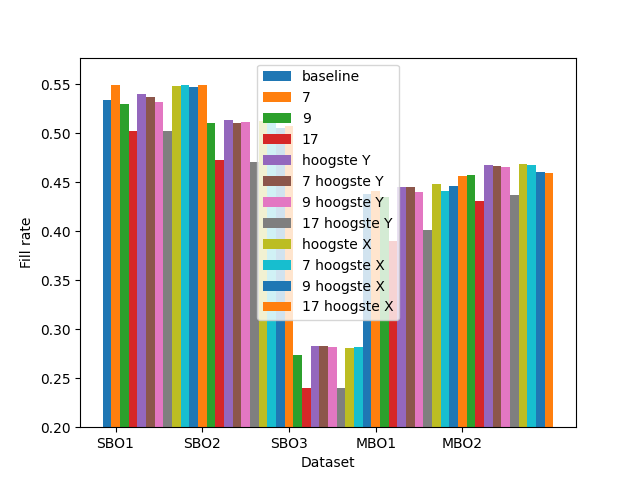 Fill rate
0.55
0.50
0.45
0.40
0.35
0.30
0.25
0.20
baseline
7
9
17
hoogste Y
7 hoogste Y
9 hoogste Y
17 hoogste Y
hoogste X
7 hoogste X
9 hoogste X
17 hoogste X
SBO1 SBO2 SBO3 MBO1 MBO2
Dataset